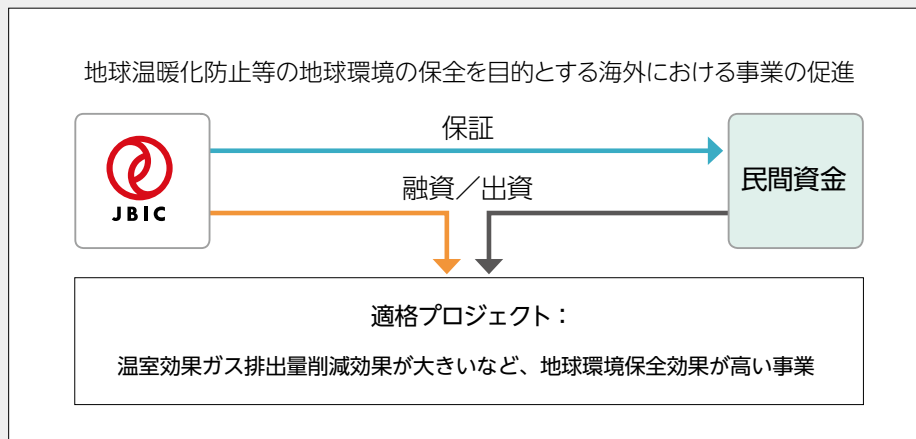 地球温暖化防止等の地球環境の保全を目的とする海外における事業の促進
保証
JBIC
融資／出資
民間資金
適格プロジェクト：
温室効果ガス排出量削減効果が大きいなど、地球環境保全効果が高い事業